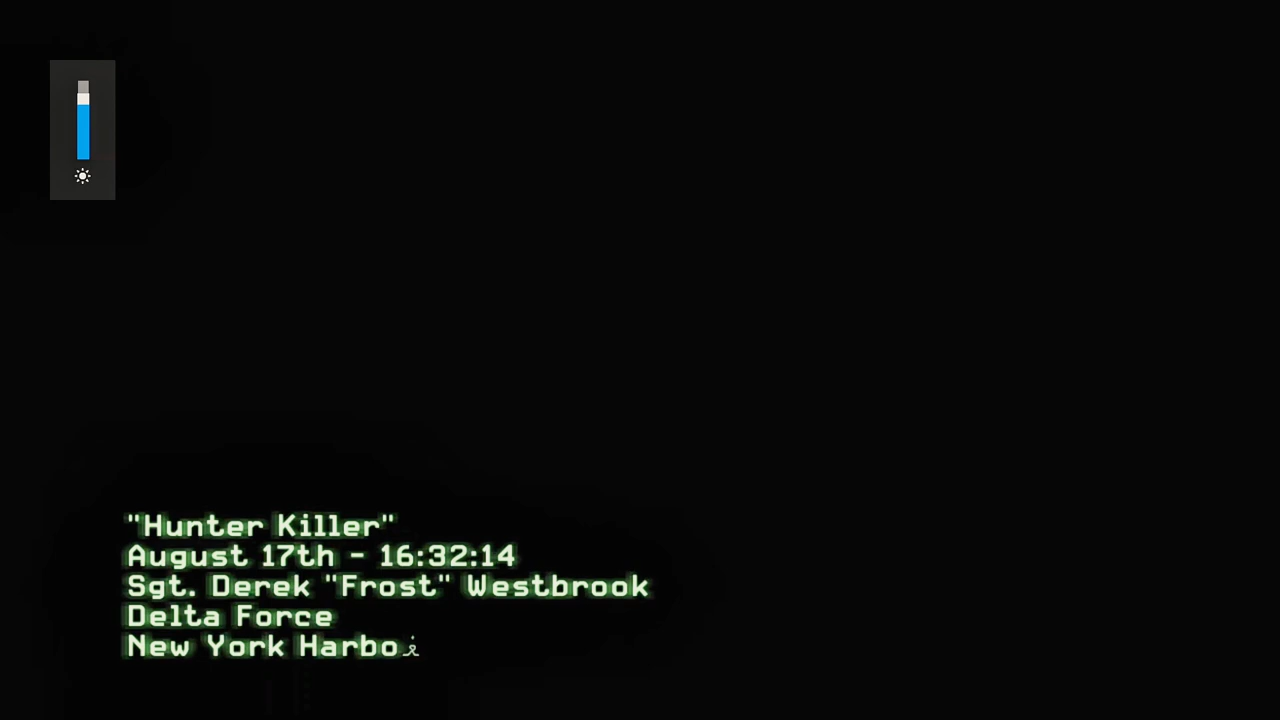 "Hunter Killer"
August 17th - 16:32:14
Sgt. Derek "Frost" Westbrook
Delta Force
New York Harbo